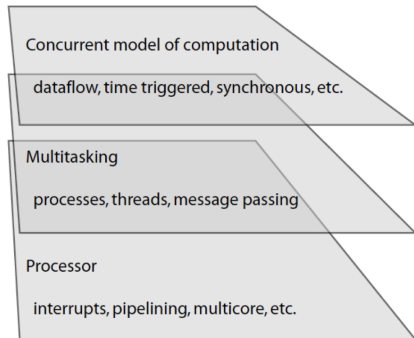 Concurrent model of computation
dataflow, time triggered, synchronous, etc.
Multitasking
processes, threads, message passing
Processor
interrupts, pipelining, multicore, etc.